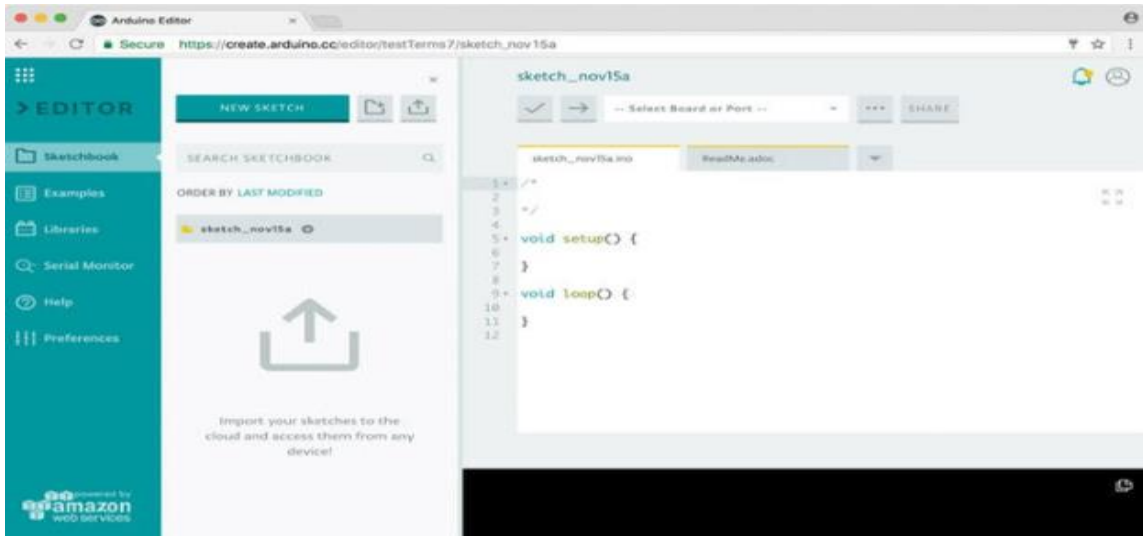 Arduino Editor
Secure https://create.arduino.cc/editor/testTerms7/sketch_nov15a
> EDITOR
Sketchbook
Examples
Libraries
Serial Monitor
Help
Preferences
powered by
amazon
web services
NEW SKETCH
SEARCH SKETCHBOOK
ORDER BY LAST MODIFIED
sketch_nov15a
Import your sketches to the
cloud and access them from any
device!
sketch_nov15a
-- Select Board or Port --
SHARE
sketch_nov15a.ino ReadMe.adoc
1 /*
2
3 */
4
5 void setup() {
6
7 }
8
9 void loop() {
10
11 }
12